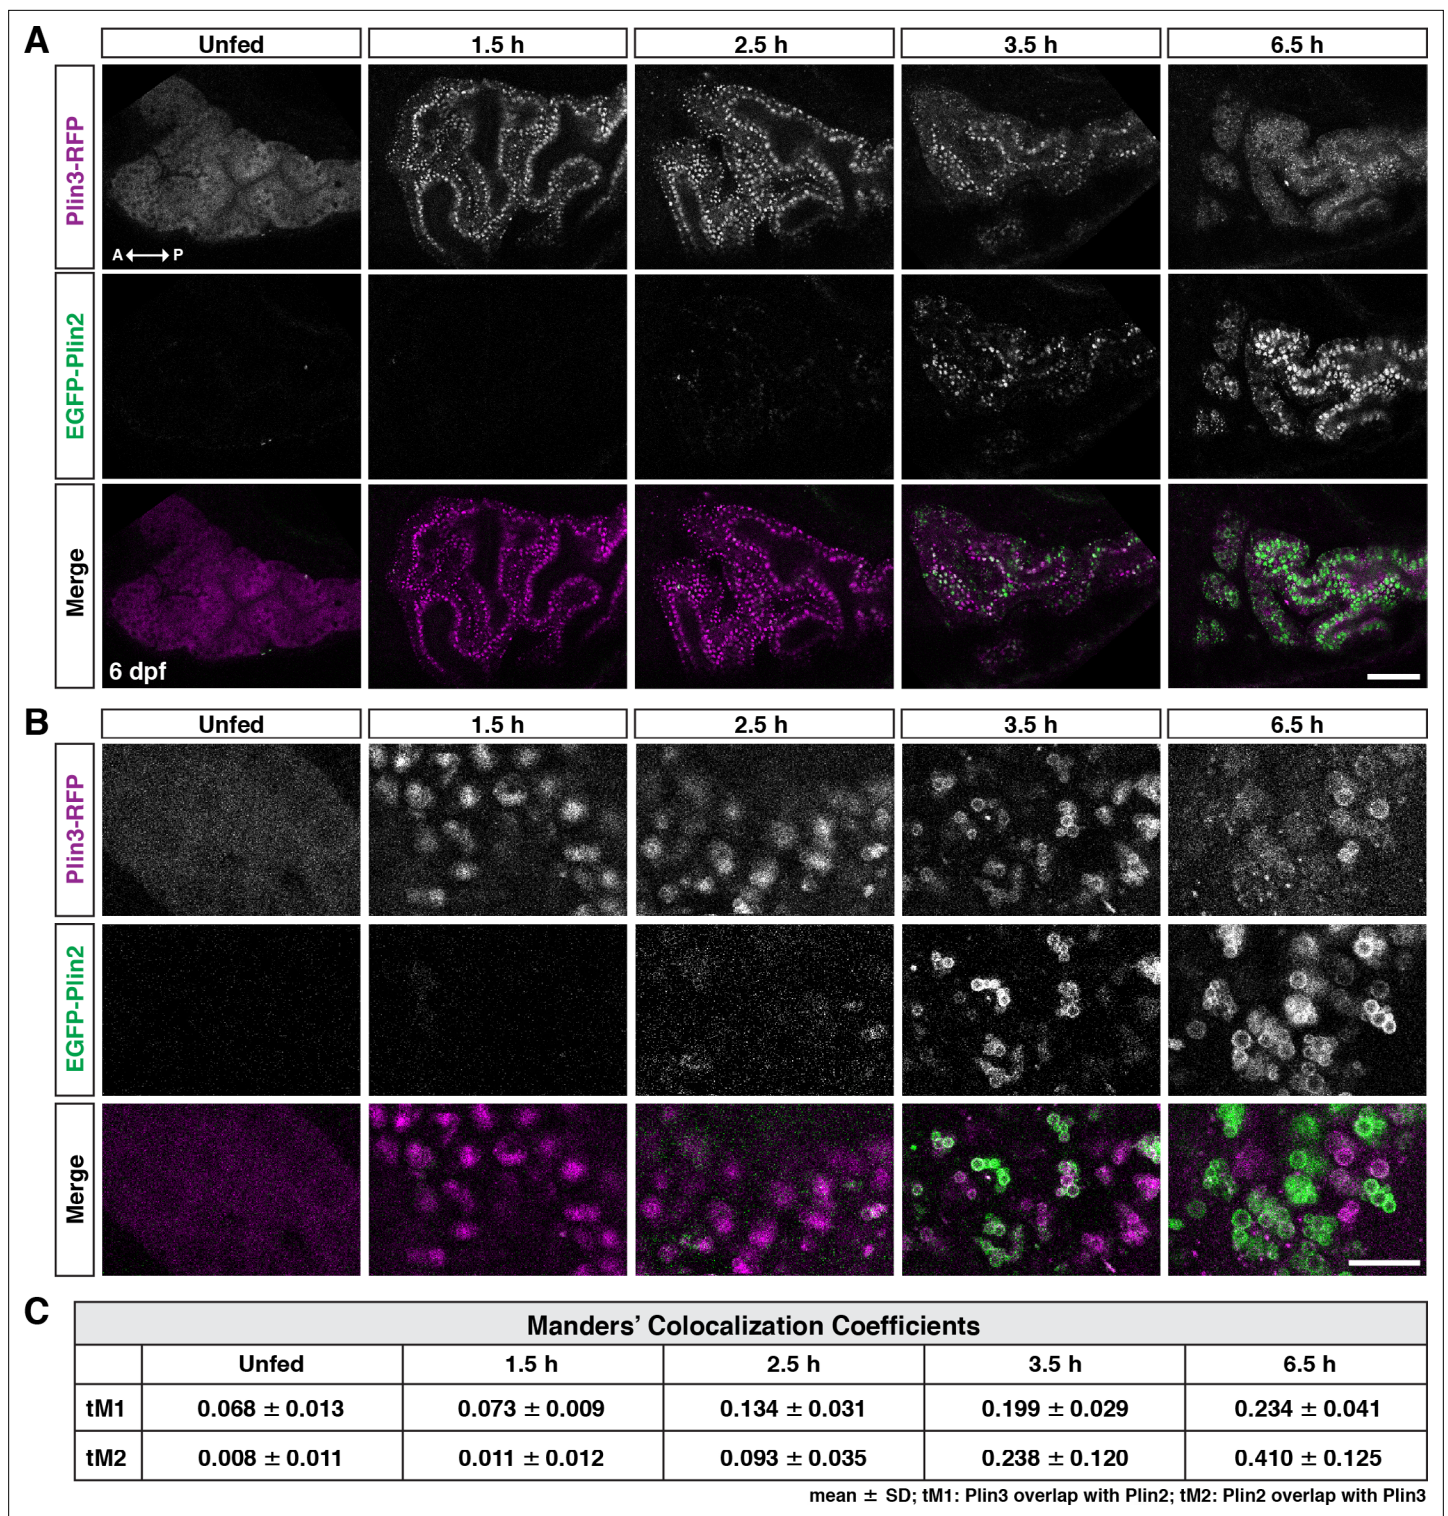 A
Unfed
1.5 h
2.5 h
3.5 h
6.5 h
Plin3-RFP
A P
EGFP-Plin2
Merge
6 dpf
B
Unfed
1.5 h
2.5 h
3.5 h
6.5 h
Plin3-RFP
EGFP-Plin2
Merge
C
Manders’ Colocalization Coefficients
Unfed 1.5 h 2.5 h 3.5 h 6.5 h
tM1 0.068 ± 0.013 0.073 ± 0.009 0.134 ± 0.031 0.199 ± 0.029 0.234 ± 0.041
tM2 0.008 ± 0.011 0.011 ± 0.012 0.093 ± 0.035 0.238 ± 0.120 0.410 ± 0.125
mean ± SD; tM1: Plin3 overlap with Plin2; tM2: Plin2 overlap with Plin3